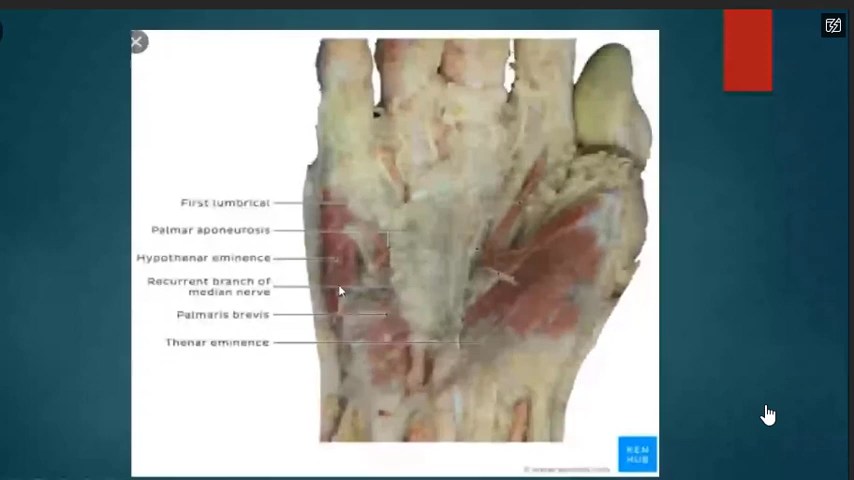 First lumbrical
Palmar aponeurosis
Hypothenar eminence
Recurrent branch of
median nerve
Palmaris brevis
Thenar eminence
KEN
HUB